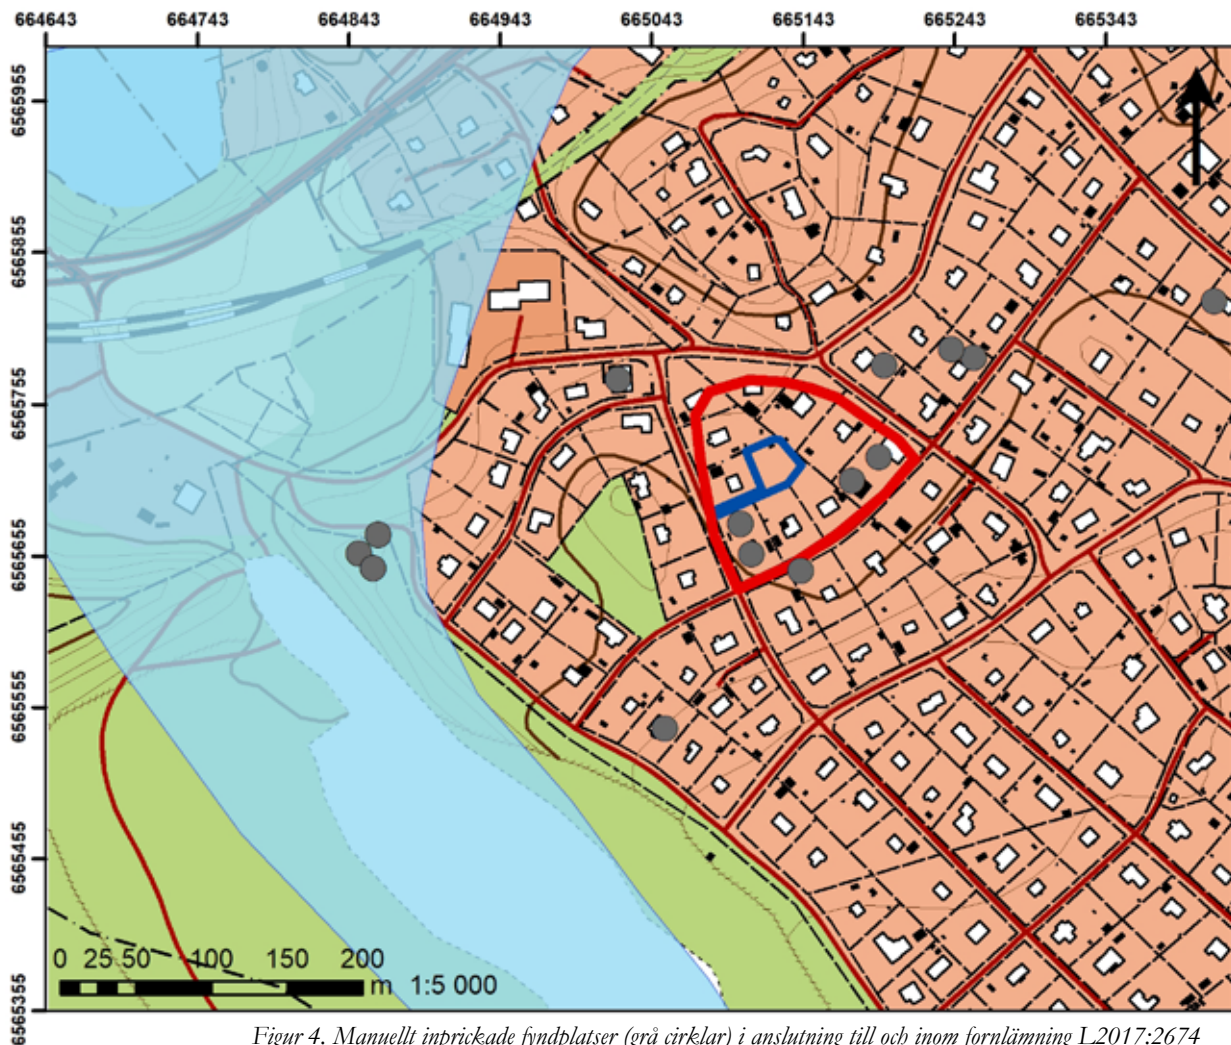 664643 664743 664843 664943 665043 665143 665243 665343
6565955
6565855
6565755
6565655
6565555
6565455
6565355
0 25 50 100 150 200 m 1:5 000
Figur 4. Manuellt inprickade fyndplatser (grå cirklar) i anslutning till och inom fornlämning L2017:2674